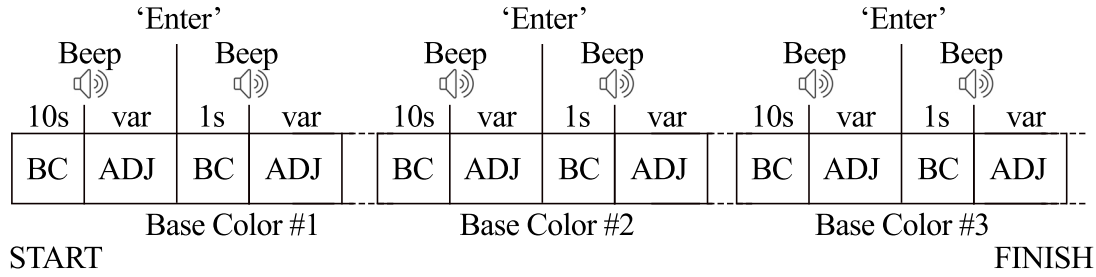 ‘Enter’ ‘Enter’ ‘Enter’
Beep Beep Beep Beep Beep Beep
10s var 1s var 10s var 1s var 10s var 1s var
BC ADJ BC ADJ BC ADJ BC ADJ BC ADJ BC ADJ
Base Color #1 Base Color #2 Base Color #3
START FINISH